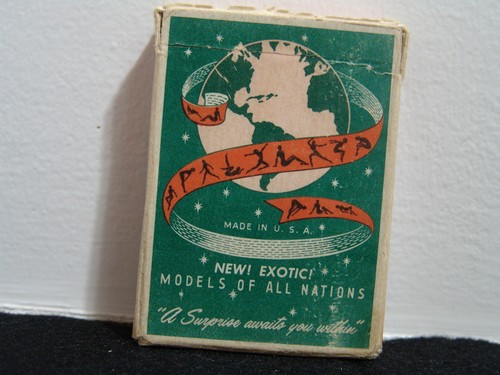 MADE IN U. S. A.
NEW! EXOTIC!
MODELS OF ALL NATIONS
"A Surprise awaits you within"